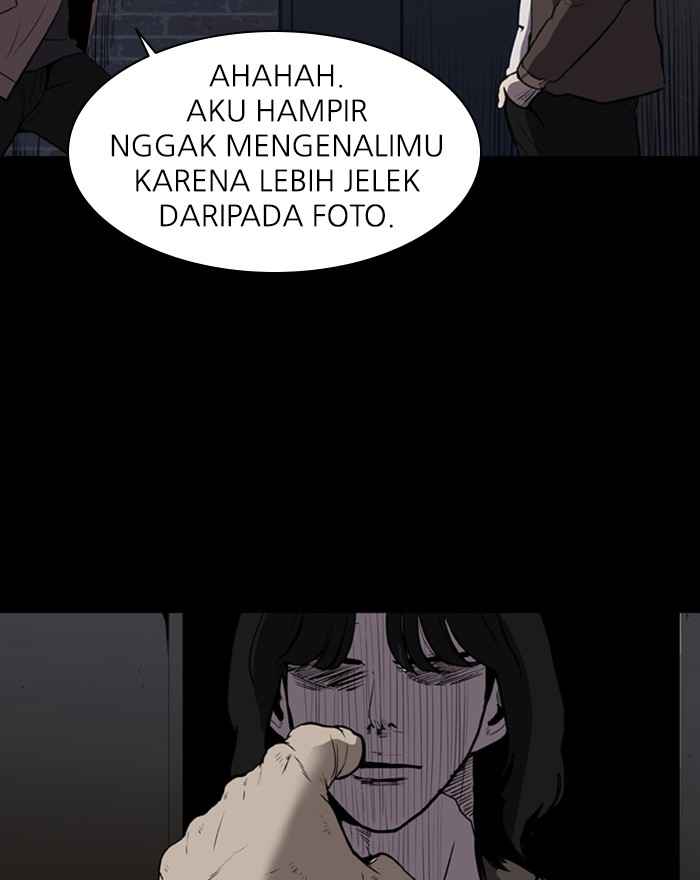 AHAHAH.
AKU HAMPIR
NGGAK MENGENALIMU
KARENA LEBIH JELEK
DARIPADA FOTO.